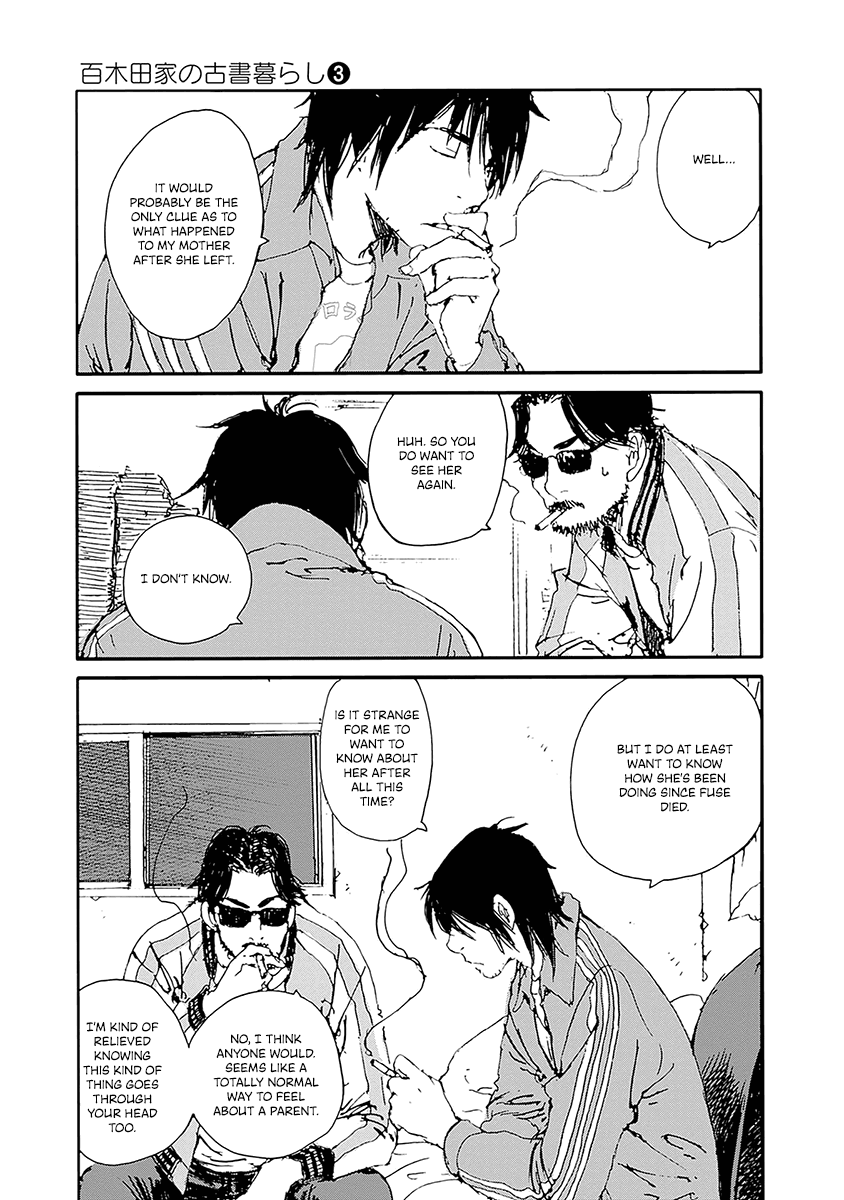 百木田家の古書暮らし❸
WELL...
IT WOULD
PROBABLY BE THE
ONLY CLUE AS TO
WHAT HAPPENED
TO MY MOTHER
AFTER SHE LEFT.
ロラ
HUH. SO YOU
DO WANT TO
SEE HER
AGAIN.
I DON'T KNOW.
BUT I DO AT LEAST
WANT TO KNOW
HOW SHE'S BEEN
DOING SINCE FUSE
DIED.
IS IT STRANGE
FOR ME TO
WANT TO
KNOW ABOUT
HER AFTER
ALL THIS
TIME?
NO, I THINK
ANYONE WOULD.
SEEMS LIKE A
TOTALLY NORMAL
WAY TO FEEL
ABOUT A PARENT.
I'M KIND OF
RELIEVED
KNOWING
THIS KIND OF
THING GOES
THROUGH
YOUR HEAD
TOO.